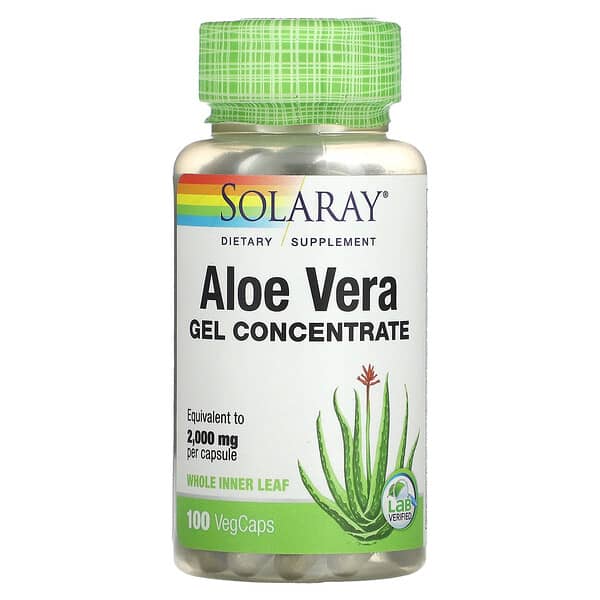 SOLARAY®
DIETARY SUPPLEMENT
Aloe Vera
GEL CONCENTRATE
Equivalent to
2,000 mg
per capsule
WHOLE INNER LEAF
100 VegCaps
LaB
VERIFIED